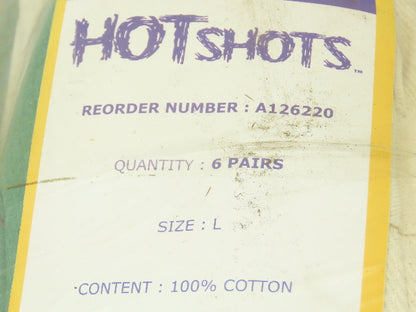 HOTSHOTS™
REORDER NUMBER : A126220
QUANTITY : 6 PAIRS
SIZE : L
CONTENT : 100% COTTON